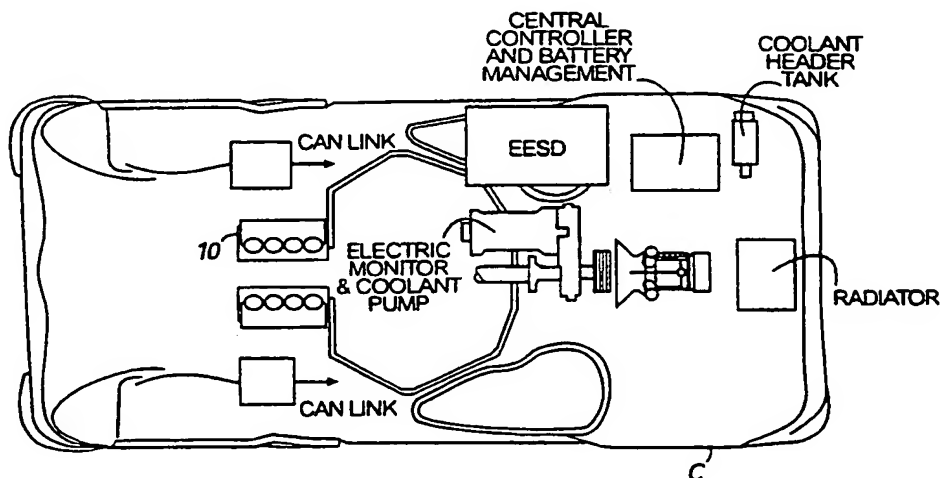 CENTRAL
CONTROLLER
AND BATTERY
MANAGEMENT
COOLANT
HEADER
TANK
CAN LINK
EESD
10
ELECTRIC
MONITOR
& COOLANT
PUMP
RADIATOR
CAN LINK
C